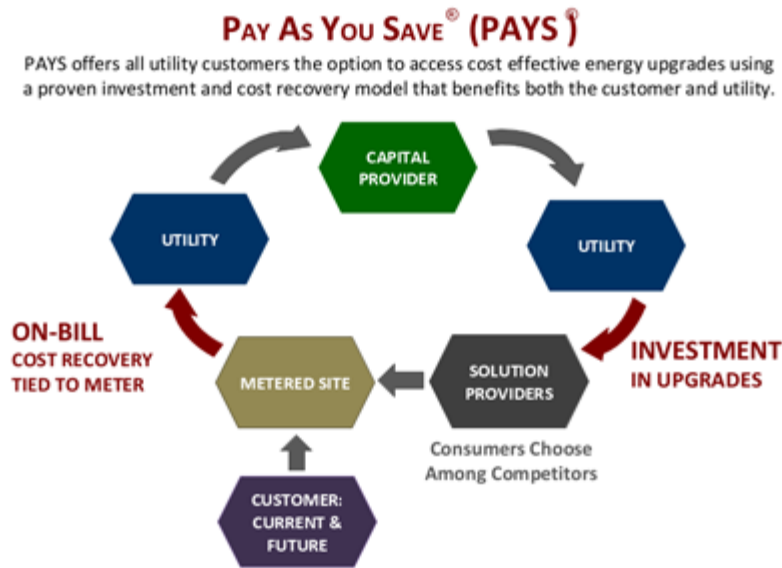 PAY AS YOU SAVE® (PAYS®)
PAYS offers all utility customers the option to access cost effective energy upgrades using
a proven investment and cost recovery model that benefits both the customer and utility.
CAPITAL
PROVIDER
UTILITY
UTILITY
ON-BILL
COST RECOVERY
TIED TO METER
METERED SITE
SOLUTION
PROVIDERS
INVESTMENT
IN UPGRADES
Consumers Choose
Among Competitors
CUSTOMER:
CURRENT &
FUTURE